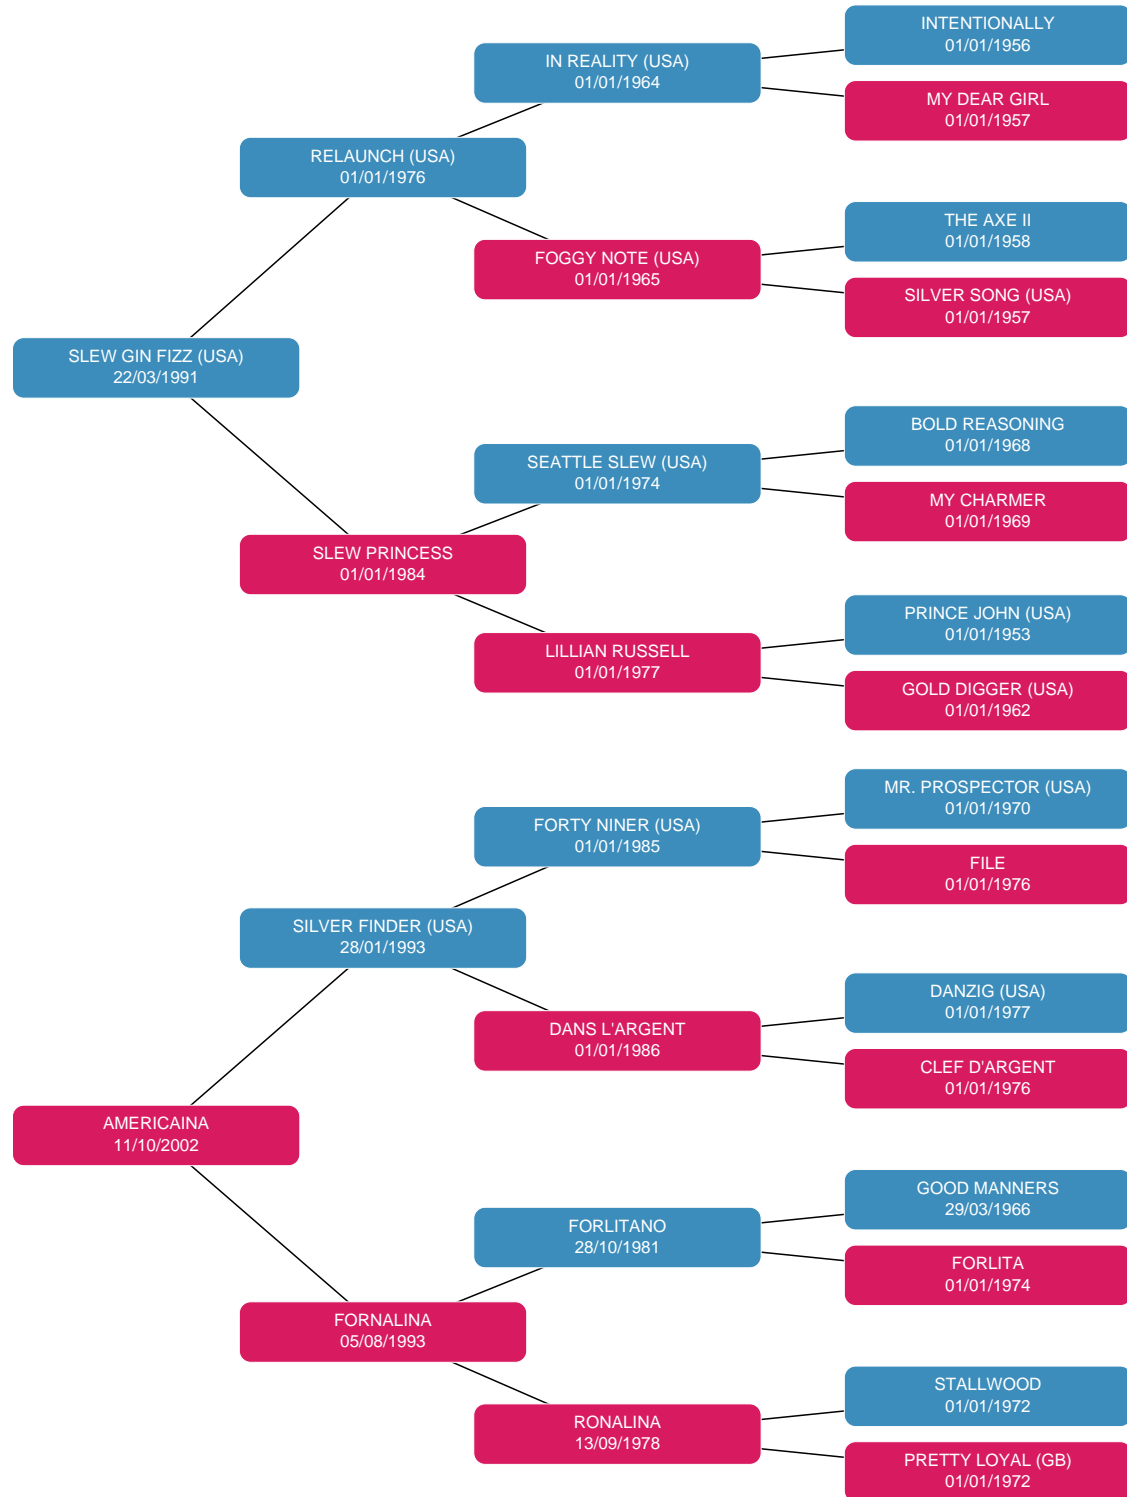 INTENTIONALLY
01/01/1956
IN REALITY (USA)
01/01/1964
MY DEAR GIRL
01/01/1957
RELAUNCH (USA)
01/01/1976
THE AXE II
01/01/1958
FOGGY NOTE (USA)
01/01/1965
SILVER SONG (USA)
01/01/1957
SLEW GIN FIZZ (USA)
22/03/1991
BOLD REASONING
01/01/1968
SEATTLE SLEW (USA)
01/01/1974
MY CHARMER
01/01/1969
SLEW PRINCESS
01/01/1984
PRINCE JOHN (USA)
01/01/1953
LILLIAN RUSSELL
01/01/1977
GOLD DIGGER (USA)
01/01/1962
MR. PROSPECTOR (USA)
01/01/1970
FORTY NINER (USA)
01/01/1985
FILE
01/01/1976
SILVER FINDER (USA)
28/01/1993
DANZIG (USA)
01/01/1977
DANS L'ARGENT
01/01/1986
CLEF D'ARGENT
01/01/1976
AMERICAINA
11/10/2002
GOOD MANNERS
29/03/1966
FORLITANO
28/10/1981
FORLITA
01/01/1974
FORNALINA
05/08/1993
STALLWOOD
01/01/1972
RONALINA
13/09/1978
PRETTY LOYAL (GB)
01/01/1972